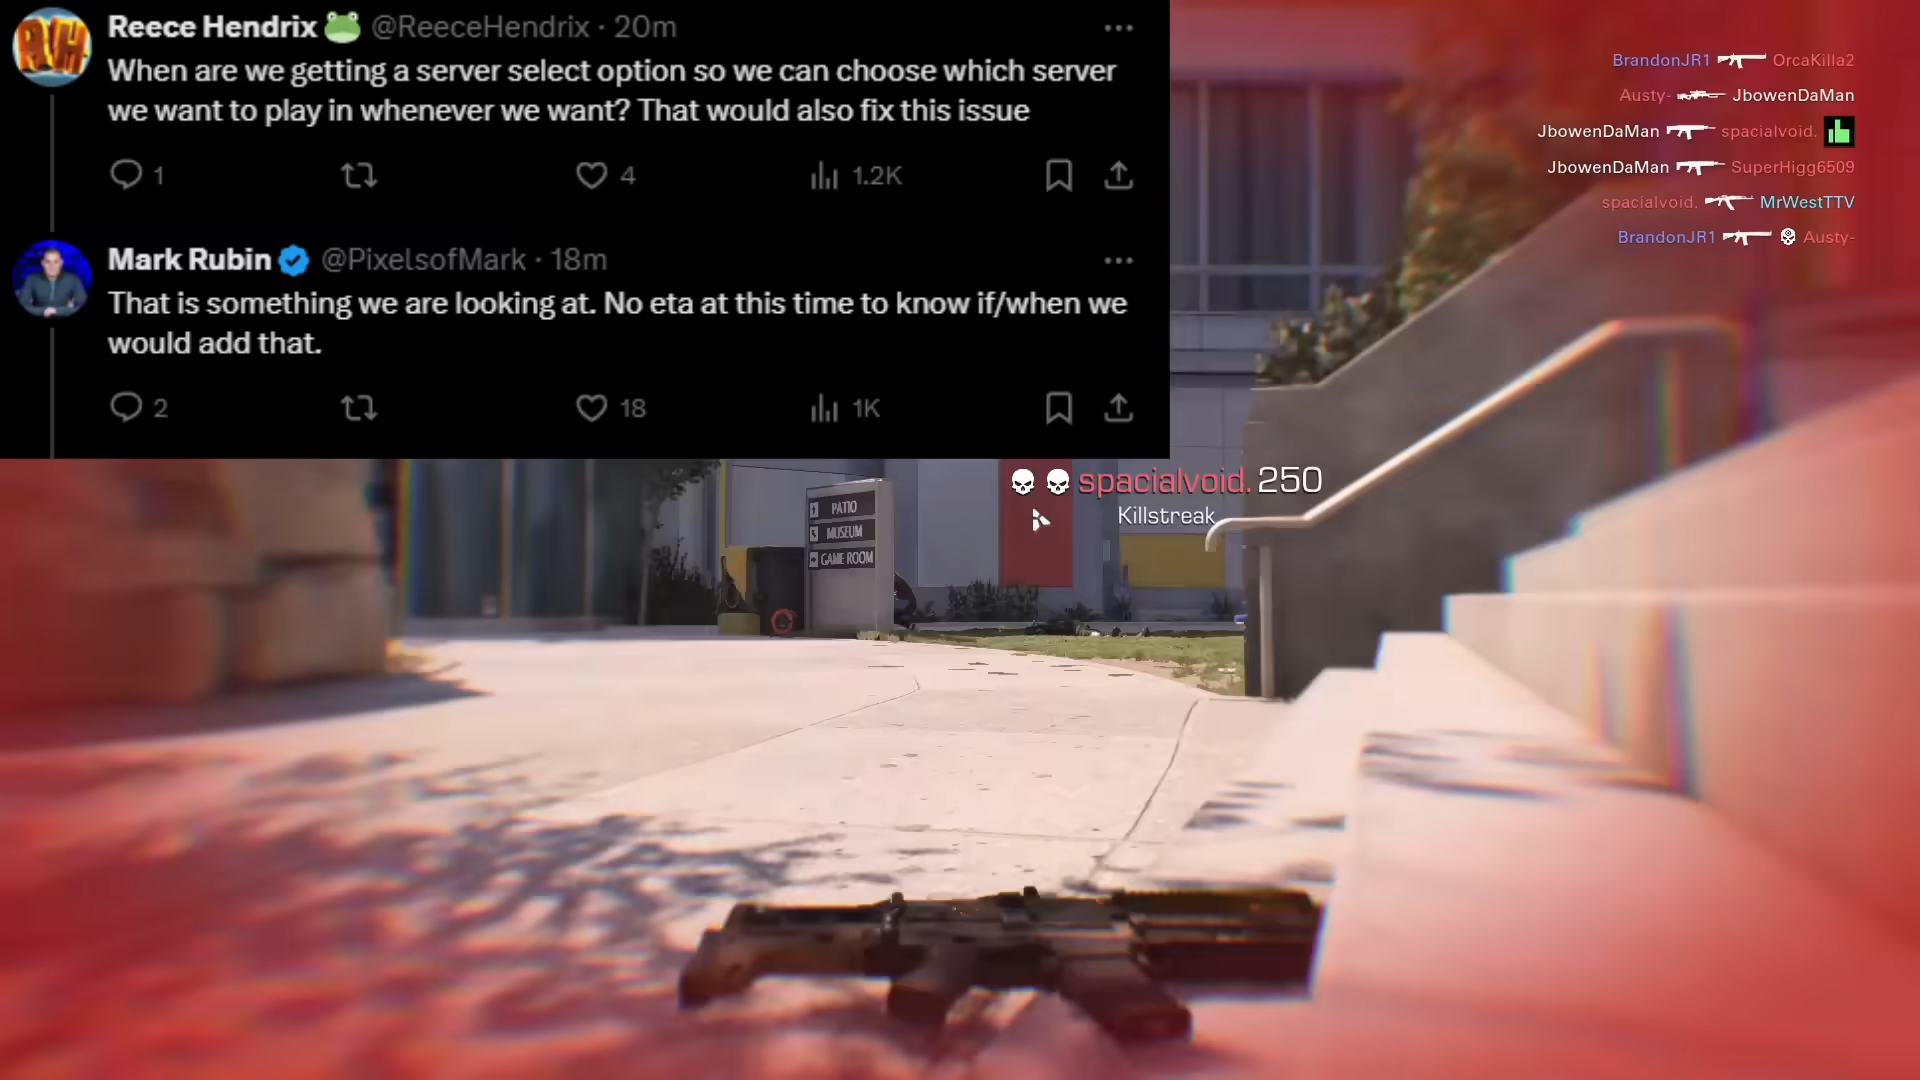 Reece Hendrix🐸 @ReeceHendrix · 20m
When are we getting a server select option so we can choose which server
we want to play in whenever we want? That would also fix this issue
1 4 1.2K
Mark Rubin @PixelsofMark · 18m
That is something we are looking at. No eta at this time to know if/when we
would add that.
2 18 1K
BrandonJR1 OrcaKilla2
Austy- JbowenDaMan
JbowenDaMan spacialvoid.
JbowenDaMan SuperHigg6509
spacialvoid. MrWestTTV
BrandonJR1 Austy-
spacialvoid. 250
Killstreak
PATIO
MUSEUM
GAME ROOM